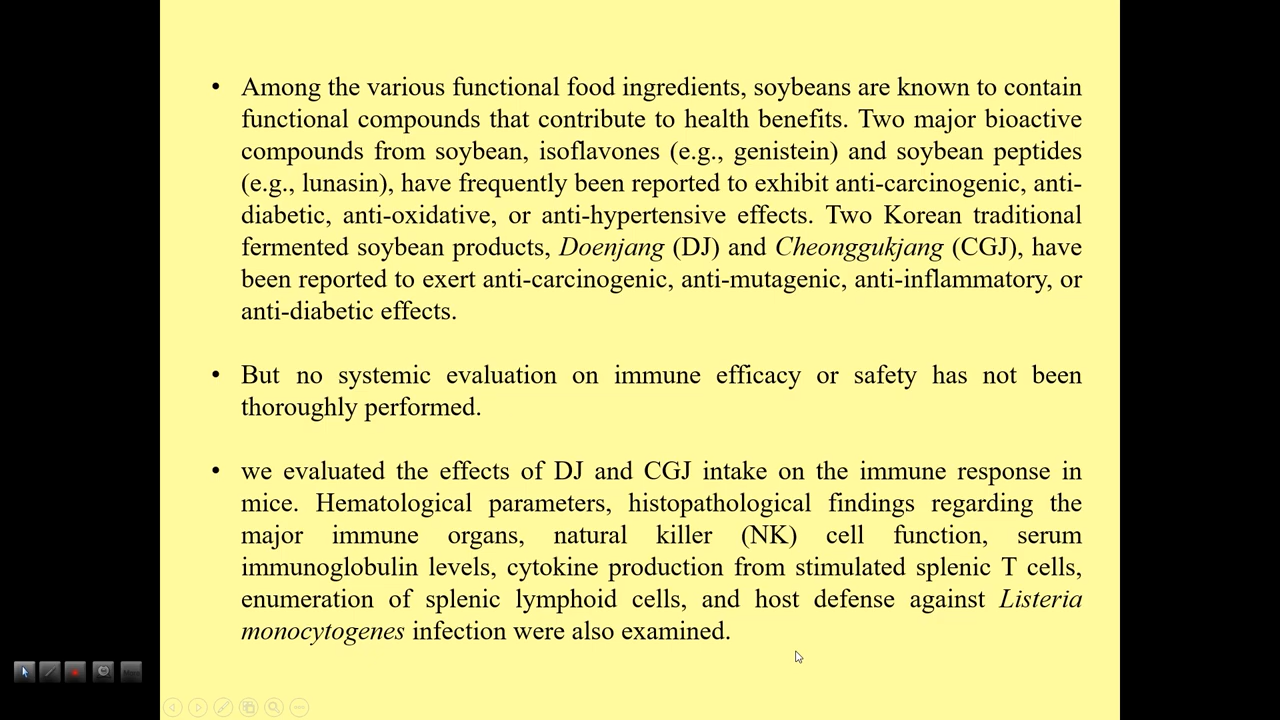 • Among the various functional food ingredients, soybeans are known to contain
functional compounds that contribute to health benefits. Two major bioactive
compounds from soybean, isoflavones (e.g., genistein) and soybean peptides
(e.g., lunasin), have frequently been reported to exhibit anti-carcinogenic, anti-
diabetic, anti-oxidative, or anti-hypertensive effects. Two Korean traditional
fermented soybean products, Doenjang (DJ) and Cheonggukjang (CGJ), have
been reported to exert anti-carcinogenic, anti-mutagenic, anti-inflammatory, or
anti-diabetic effects.
• But no systemic evaluation on immune efficacy or safety has not been
thoroughly performed.
• we evaluated the effects of DJ and CGJ intake on the immune response in
mice. Hematological parameters, histopathological findings regarding the
major immune organs, natural killer (NK) cell function, serum
immunoglobulin levels, cytokine production from stimulated splenic T cells,
enumeration of splenic lymphoid cells, and host defense against Listeria
monocytogenes infection were also examined.